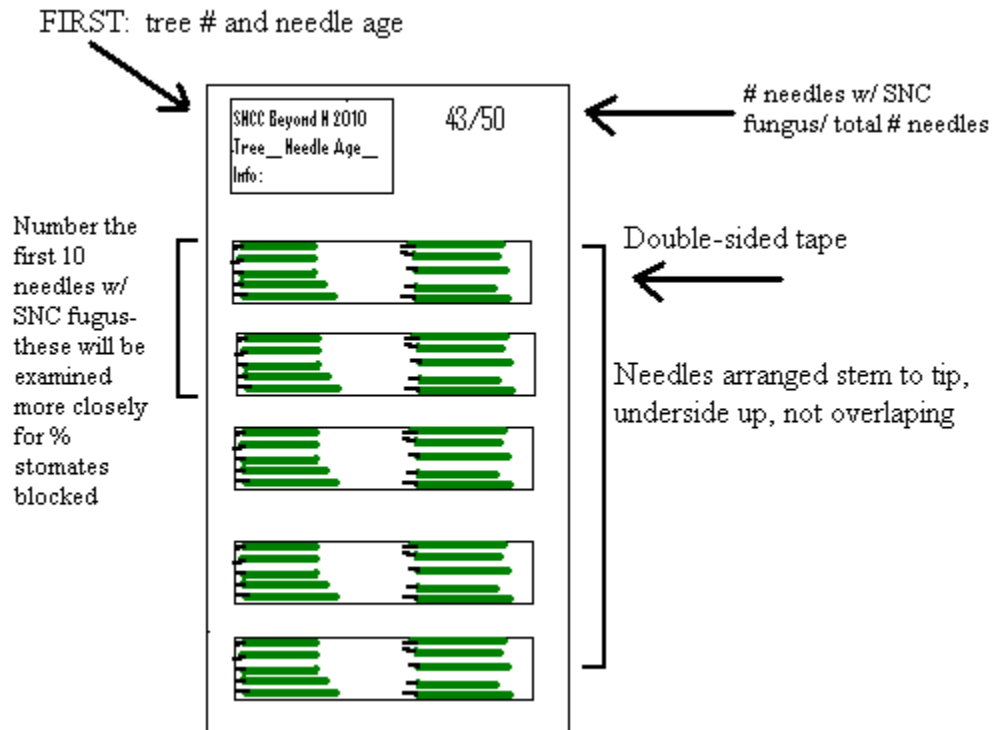 FIRST: tree # and needle age
SNCC Beyond N 2010
Tree__ Needle Age__
Info:
43/50
# needles w/ SNC
fungus/ total # needles
Number the
first 10
needles w/
SNC fugus-
these will be
examined
more closely
for %
stomates
blocked
Double-sided tape
Needles arranged stem to tip,
underside up, not overlaping